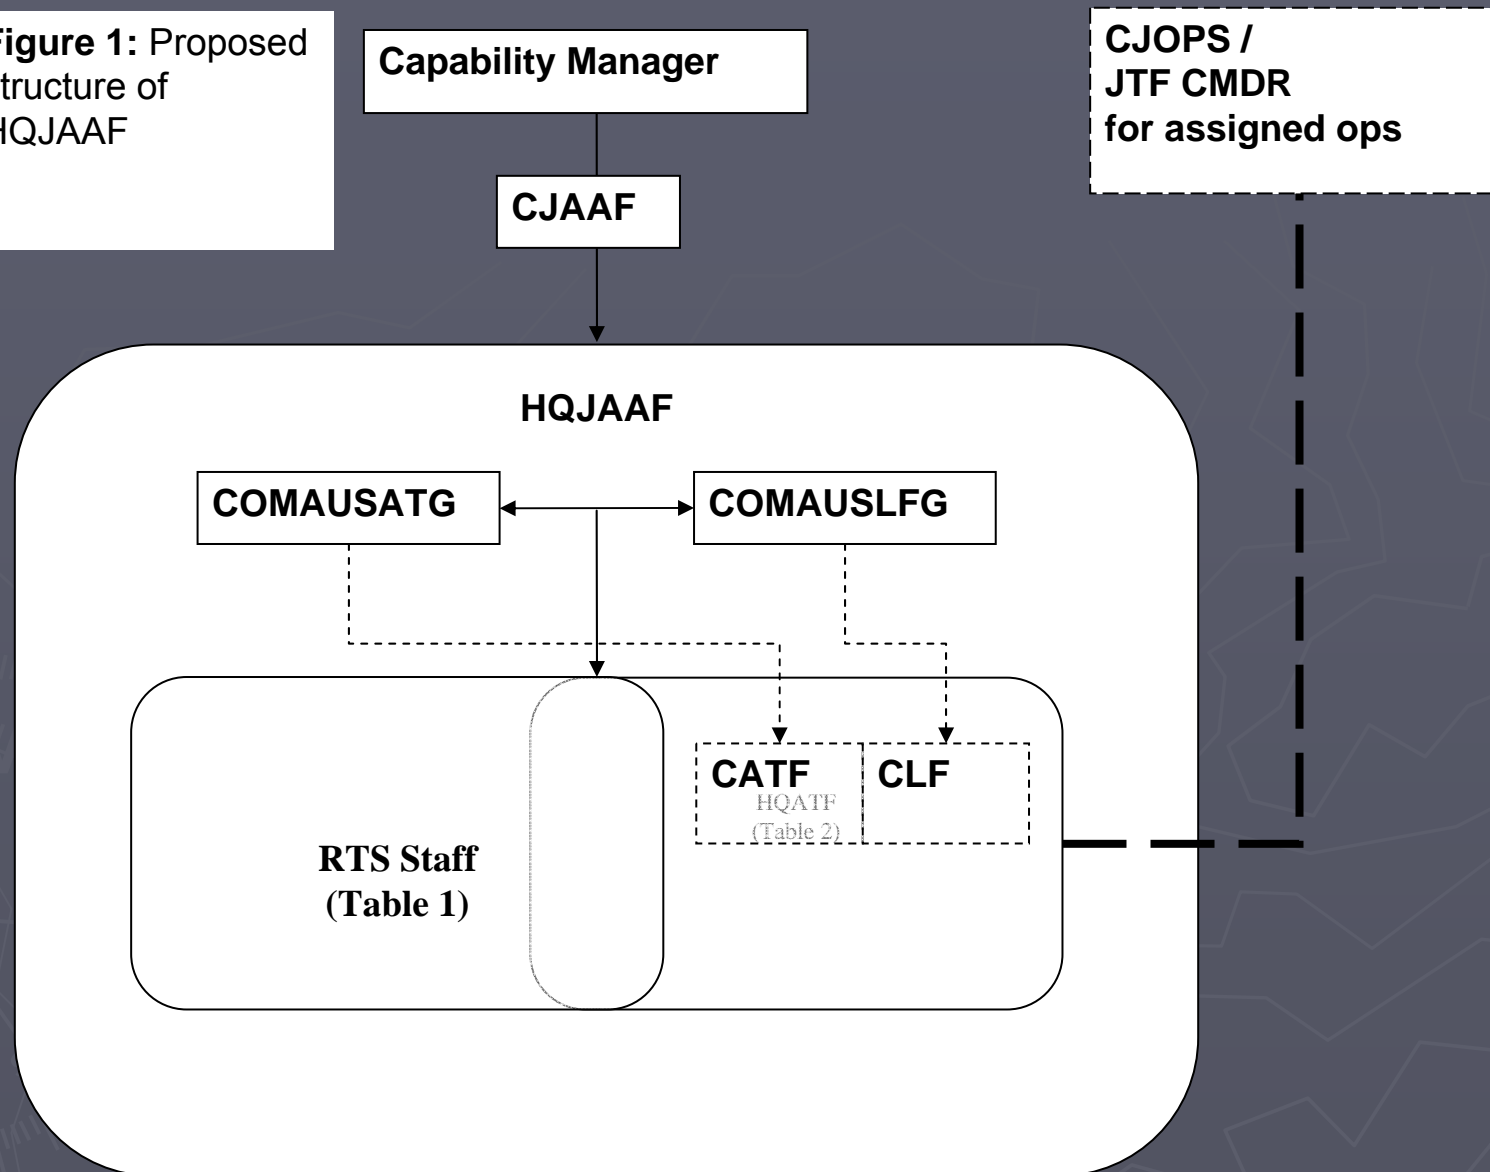 igure 1: Proposed
tructure of
HQJAAF
Capability Manager
CJOPS /
JTF CMDR
for assigned ops
CJAAF
HQJAAF
COMAUSATG
COMAUSLFG
CATF
CLF
HQATF
(Table 2)
RTS Staff
(Table 1)